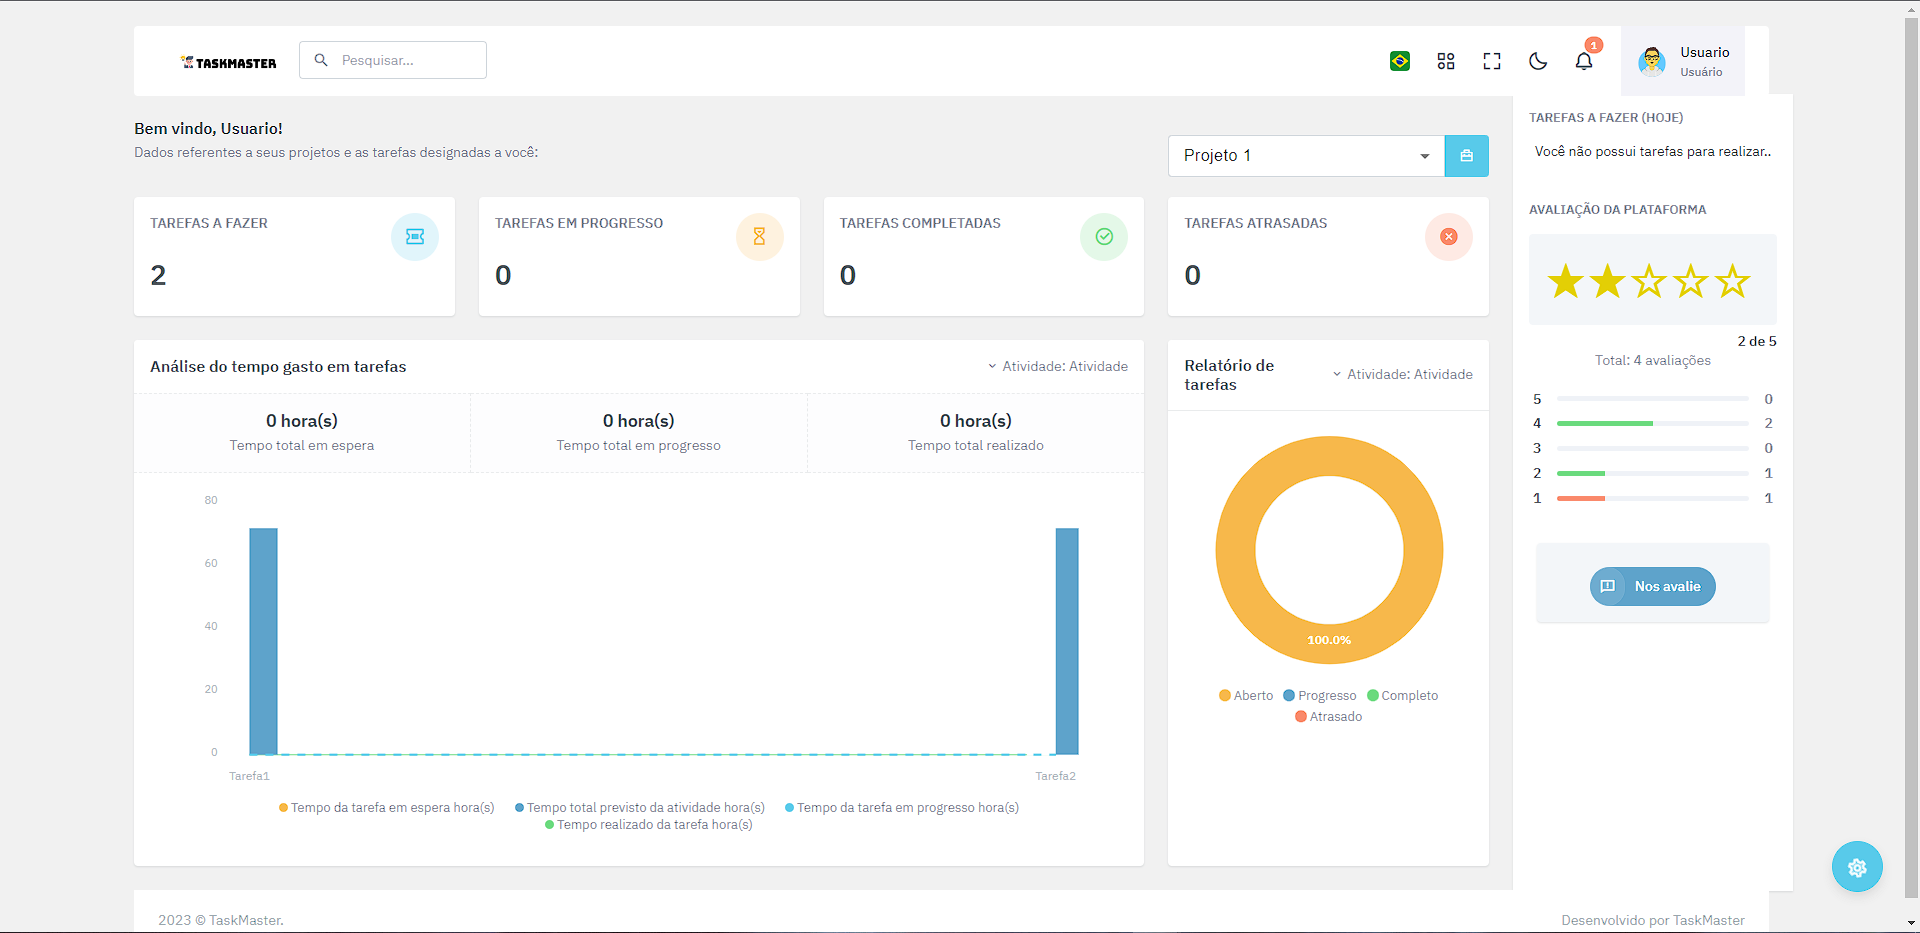 TASKMASTER
Pesquisar...
1
Usuario
Usuário
Bem vindo, Usuario!
Dados referentes a seus projetos e as tarefas designadas a você:
Projeto 1
TAREFAS A FAZER
2
TAREFAS EM PROGRESSO
0
TAREFAS COMPLETADAS
0
TAREFAS ATRASADAS
0
Análise do tempo gasto em tarefas
Atividade: Atividade
0 hora(s)
Tempo total em espera
0 hora(s)
Tempo total em progresso
0 hora(s)
Tempo total realizado
80
60
40
20
0
Tarefa1
Tarefa2
Tempo da tarefa em espera hora(s)
Tempo total previsto da atividade hora(s)
Tempo da tarefa em progresso hora(s)
Tempo realizado da tarefa hora(s)
Relatório de
tarefas
Atividade: Atividade
100.0%
Aberto
Progresso
Completo
Atrasado
TAREFAS A FAZER (HOJE)
Você não possui tarefas para realizar..
AVALIAÇÃO DA PLATAFORMA
2 de 5
Total: 4 avaliações
5 0
4 2
3 0
2 1
1 1
Nos avalie
2023 © TaskMaster.
Desenvolvido por TaskMaster